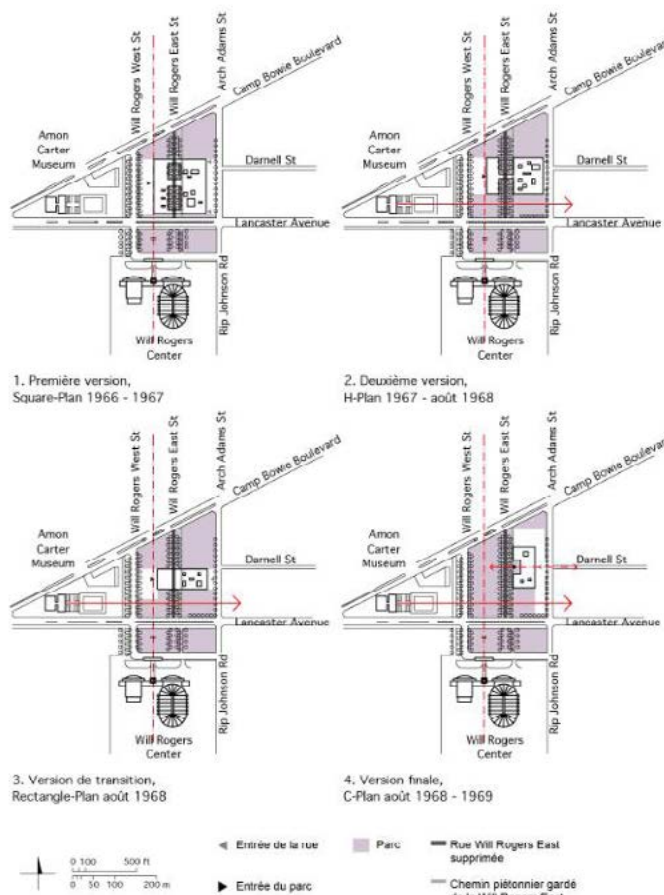 Will Rogers West St
Will Rogers East St
Arch Adams St
Camp Bowie Boulevard
Amon
Carter
Museum
Darnell St
Lancaster Avenue
Rip Johnson Rd
Will Rogers
Center
1. Première version,
Square-Plan 1966 - 1967
Will Rogers West St
Will Rogers East St
Arch Adams St
Camp Bowie Boulevard
Amon
Carter
Museum
Darnell St
Lancaster Avenue
Rip Johnson Rd
Will Rogers
Center
2. Deuxième version,
H-Plan 1967 - août 1968
Will Rogers West St
Will Rogers East St
Arch Adams St
Camp Bowie Boulevard
Amon
Carter
Museum
Darnell St
Lancaster Avenue
Rip Johnson Rd
Will Rogers
Center
3. Version de transition,
Rectangle-Plan août 1968
Will Rogers West St
Will Rogers East St
Arch Adams St
Camp Bowie Boulevard
Amon
Carter
Museum
Darnell St
Lancaster Avenue
Rip Johnson Rd
Will Rogers
Center
4. Version finale,
C-Plan août 1968 - 1969
0 100 500 ft
0 50 100 200 m
Entrée de la rue
Entrée du parc
Parc
Rue Will Rogers East
supprimée
Chemin piétonnier gardé